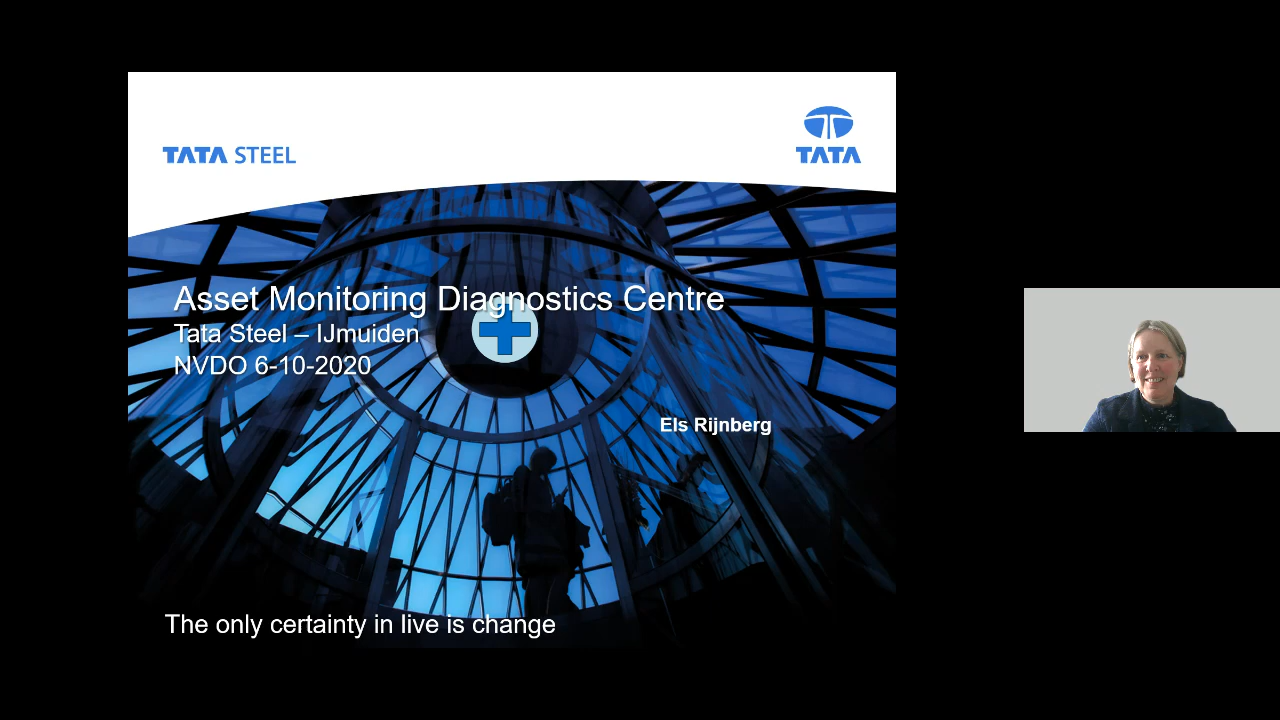 TATA STEEL
TATA
Asset Monitoring Diagnostics Centre
Tata Steel – IJmuiden
NVDO 6-10-2020
Els Rijnberg
The only certainty in live is change